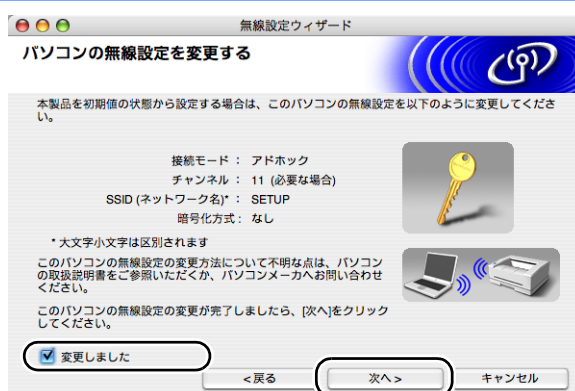 無線設定ウィザード
パソコンの無線設定を変更する
本製品を初期値の状態から設定する場合は、このパソコンの無線設定を以下のように変更してくださ
い。
接続モード : アドホック
チャンネル : 11 (必要な場合)
SSID (ネットワーク名)* : SETUP
暗号化方式 : なし
* 大文字小文字は区別されます
このパソコンの無線設定の変更方法について不明な点は、パソコン
の取扱説明書をご参照いただくか、パソコンメーカへお問い合わせ
ください。
このパソコンの無線設定の変更が完了しましたら、[次へ]をクリック
してください。
変更しました
<戻る 次へ > キャンセル